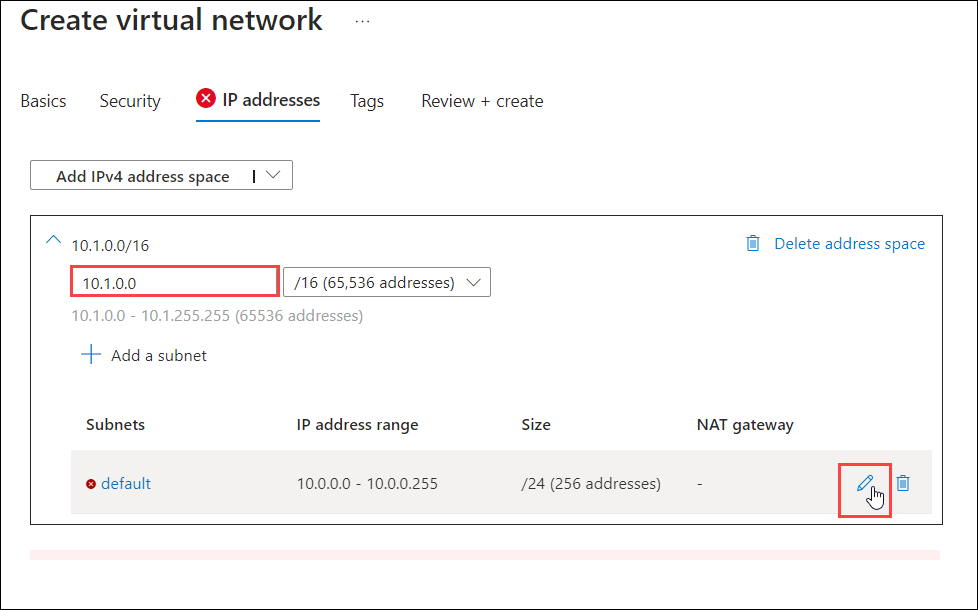 Create virtual network ...
Basics Security IP addresses Tags Review + create
Add IPv4 address space
10.1.0.0/16 Delete address space
10.1.0.0 /16 (65,536 addresses)
10.1.0.0 - 10.1.255.255 (65536 addresses)
Add a subnet
Subnets IP address range Size NAT gateway
default 10.0.0.0 - 10.0.0.255 /24 (256 addresses) -